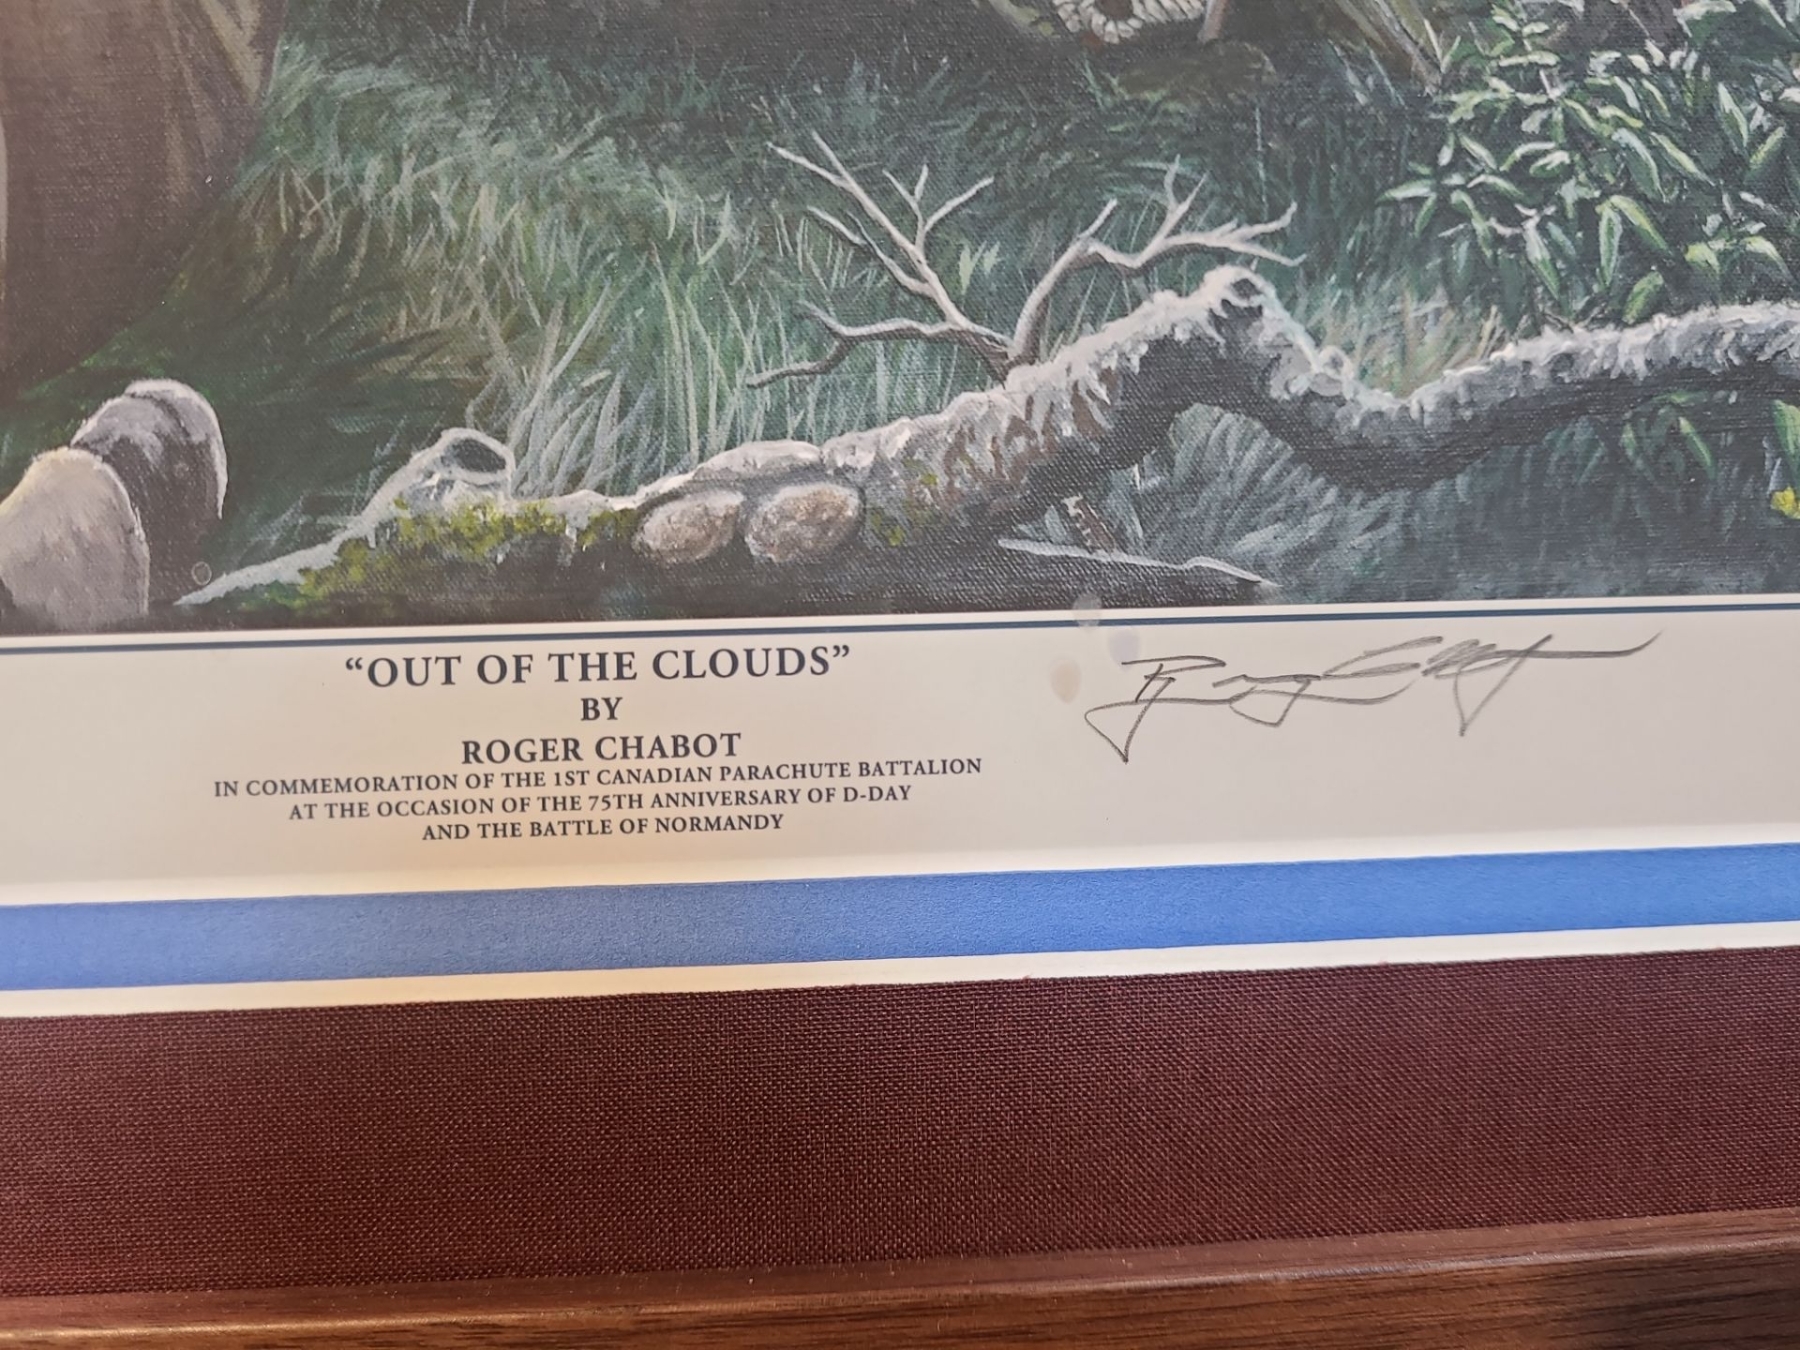 “OUT OF THE CLOUDS”
BY
ROGER CHABOT
IN COMMEMORATION OF THE 1ST CANADIAN PARACHUTE BATTALION
AT THE OCCASION OF THE 75TH ANNIVERSARY OF D-DAY
AND THE BATTLE OF NORMANDY